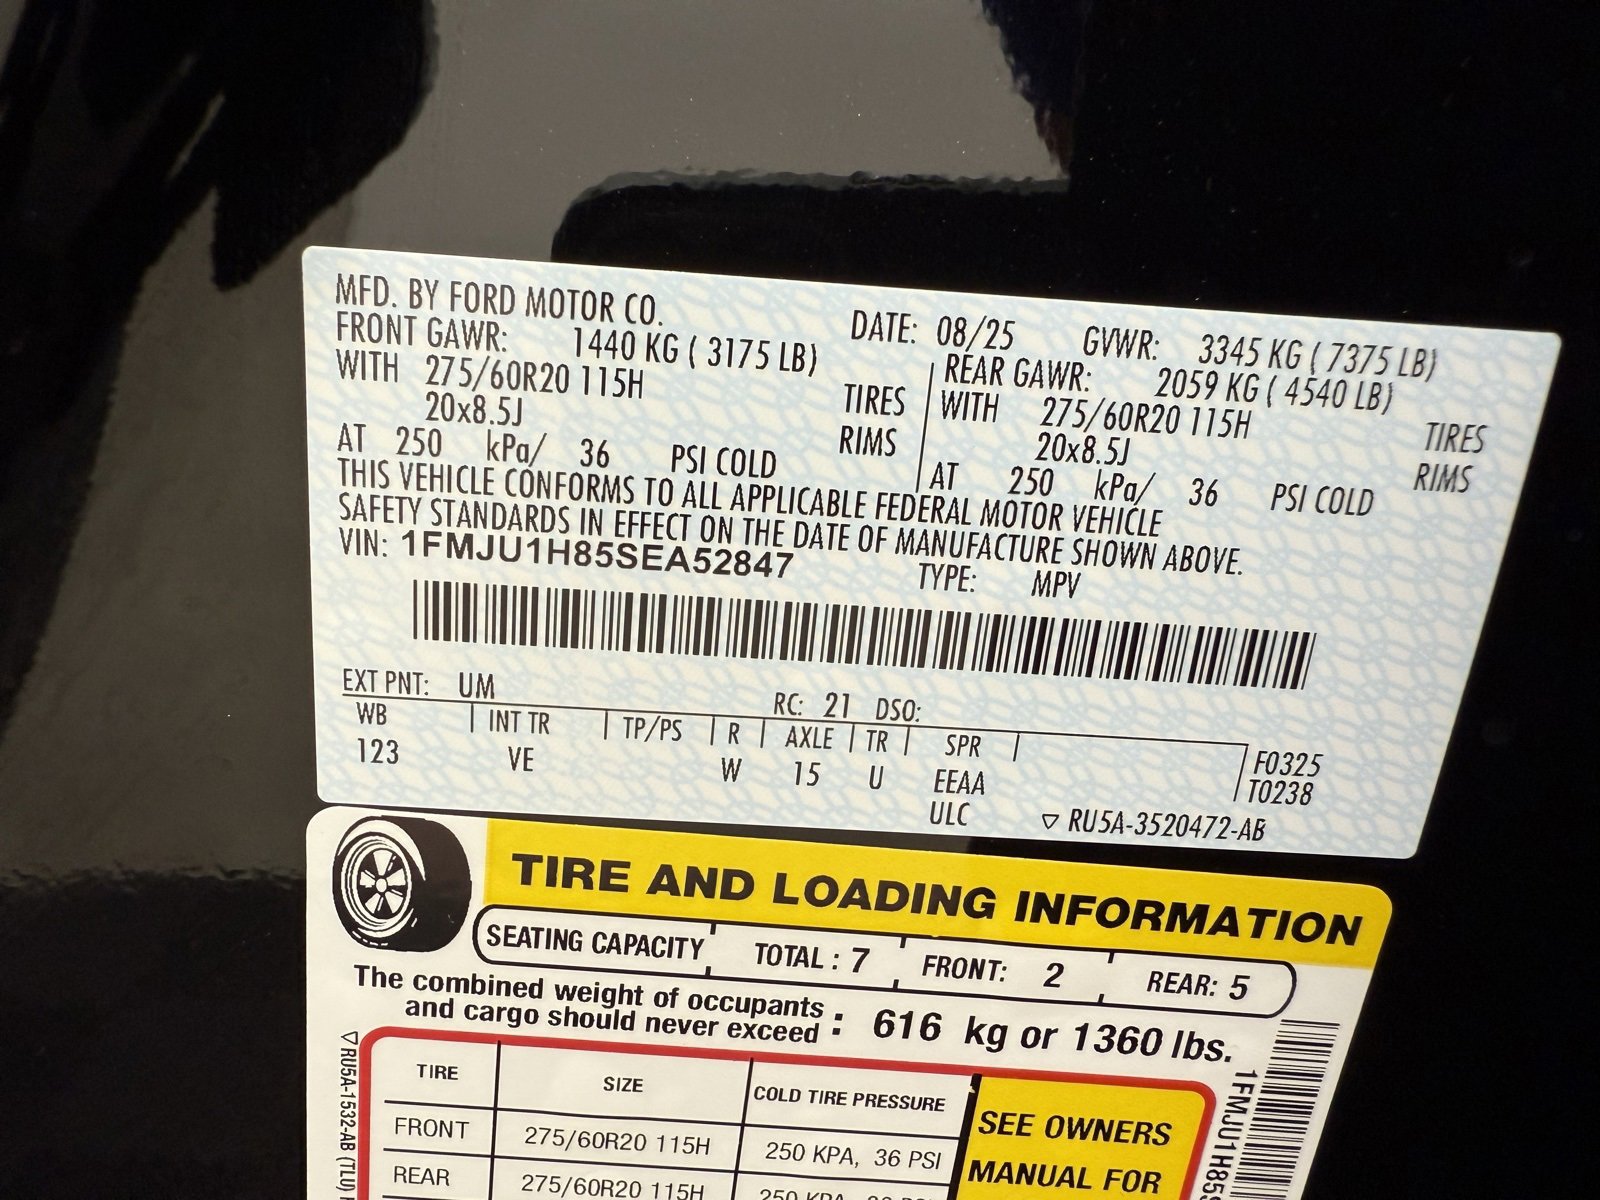 MFD. BY FORD MOTOR CO.
DATE: 08/25 GVWR: 3345 KG ( 7375 LB)
FRONT GAWR: 1440 KG ( 3175 LB)
REAR GAWR: 2059 KG ( 4540 LB)
WITH 275/60R20 115H TIRES
WITH 275/60R20 115H TIRES
20x8.5J RIMS
20x8.5J RIMS
AT 250 kPa/ 36 PSI COLD
AT 250 kPa/ 36 PSI COLD
THIS VEHICLE CONFORMS TO ALL APPLICABLE FEDERAL MOTOR VEHICLE
SAFETY STANDARDS IN EFFECT ON THE DATE OF MANUFACTURE SHOWN ABOVE.
VIN: 1FMJU1H85SEA52847 TYPE: MPV
EXT PNT: UM RC: 21 DSO:
WB INT TR TP/PS R AXLE TR SPR
123 VE W 15 U EEAA
ULC
F0325
T0238
RU5A-3520472-AB
TIRE AND LOADING INFORMATION
SEATING CAPACITY TOTAL : 7 FRONT: 2 REAR: 5
The combined weight of occupants
and cargo should never exceed : 616 kg or 1360 lbs.
TIRE SIZE COLD TIRE PRESSURE
FRONT 275/60R20 115H 250 KPA, 36 PSI
REAR 275/60R20 115H
SEE OWNERS
MANUAL FOR
RU5A-1532-AB (TLU)
1FMJU1H85S